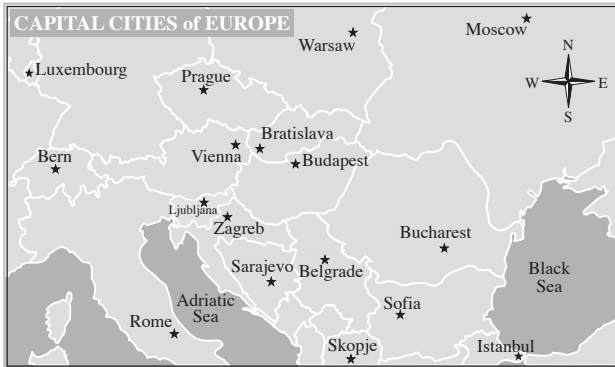 CAPITAL CITIES of EUROPE
Warsaw
Moscow
Luxembourg
Prague
N
W E
S
Bratislava
Vienna
Budapest
Bern
Ljubljana
Zagreb
Bucharest
Sarajevo
Belgrade
Black
Sea
Adriatic
Sea
Sofia
Rome
Skopje
Istanbul